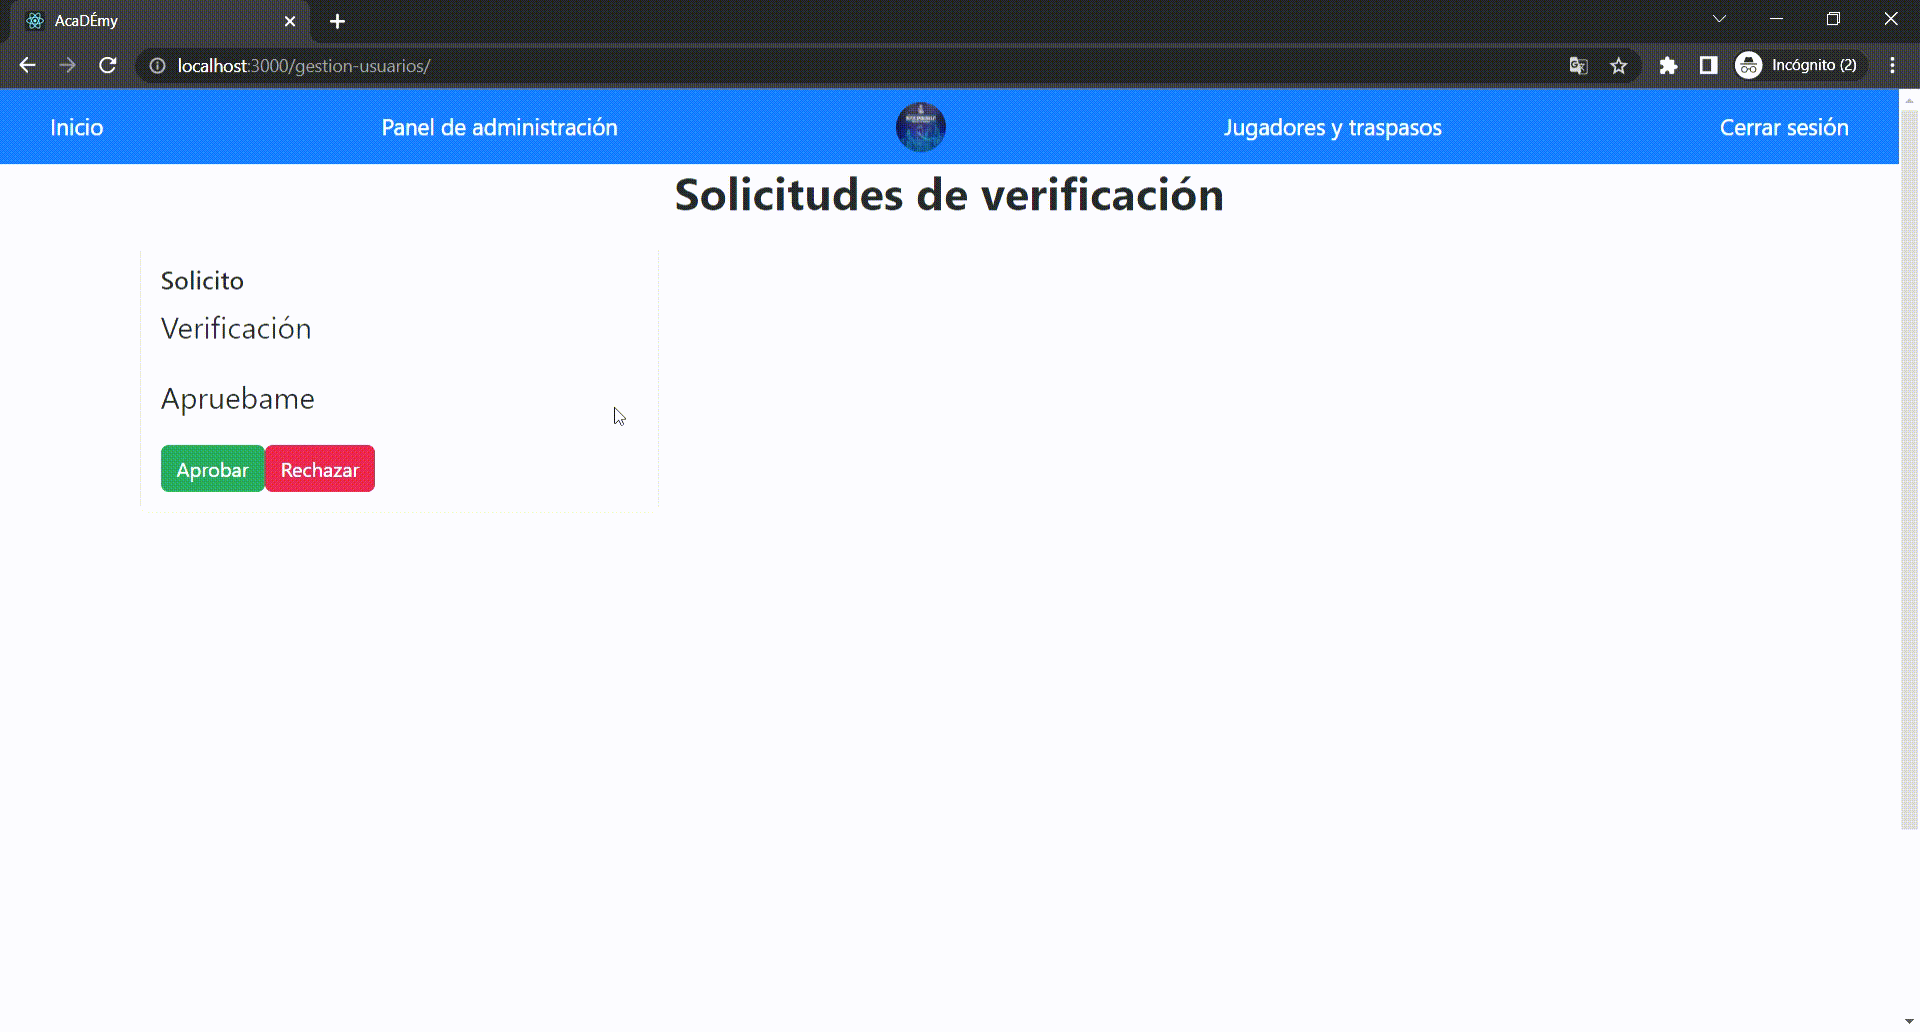 AcaDÉmy
localhost:3000/gestion-usuarios/
Incógnito (2)
Inicio Panel de administración Jugadores y traspasos Cerrar sesión
Solicitudes de verificación
Solicito
Verificación
Apruebame
Aprobar Rechazar